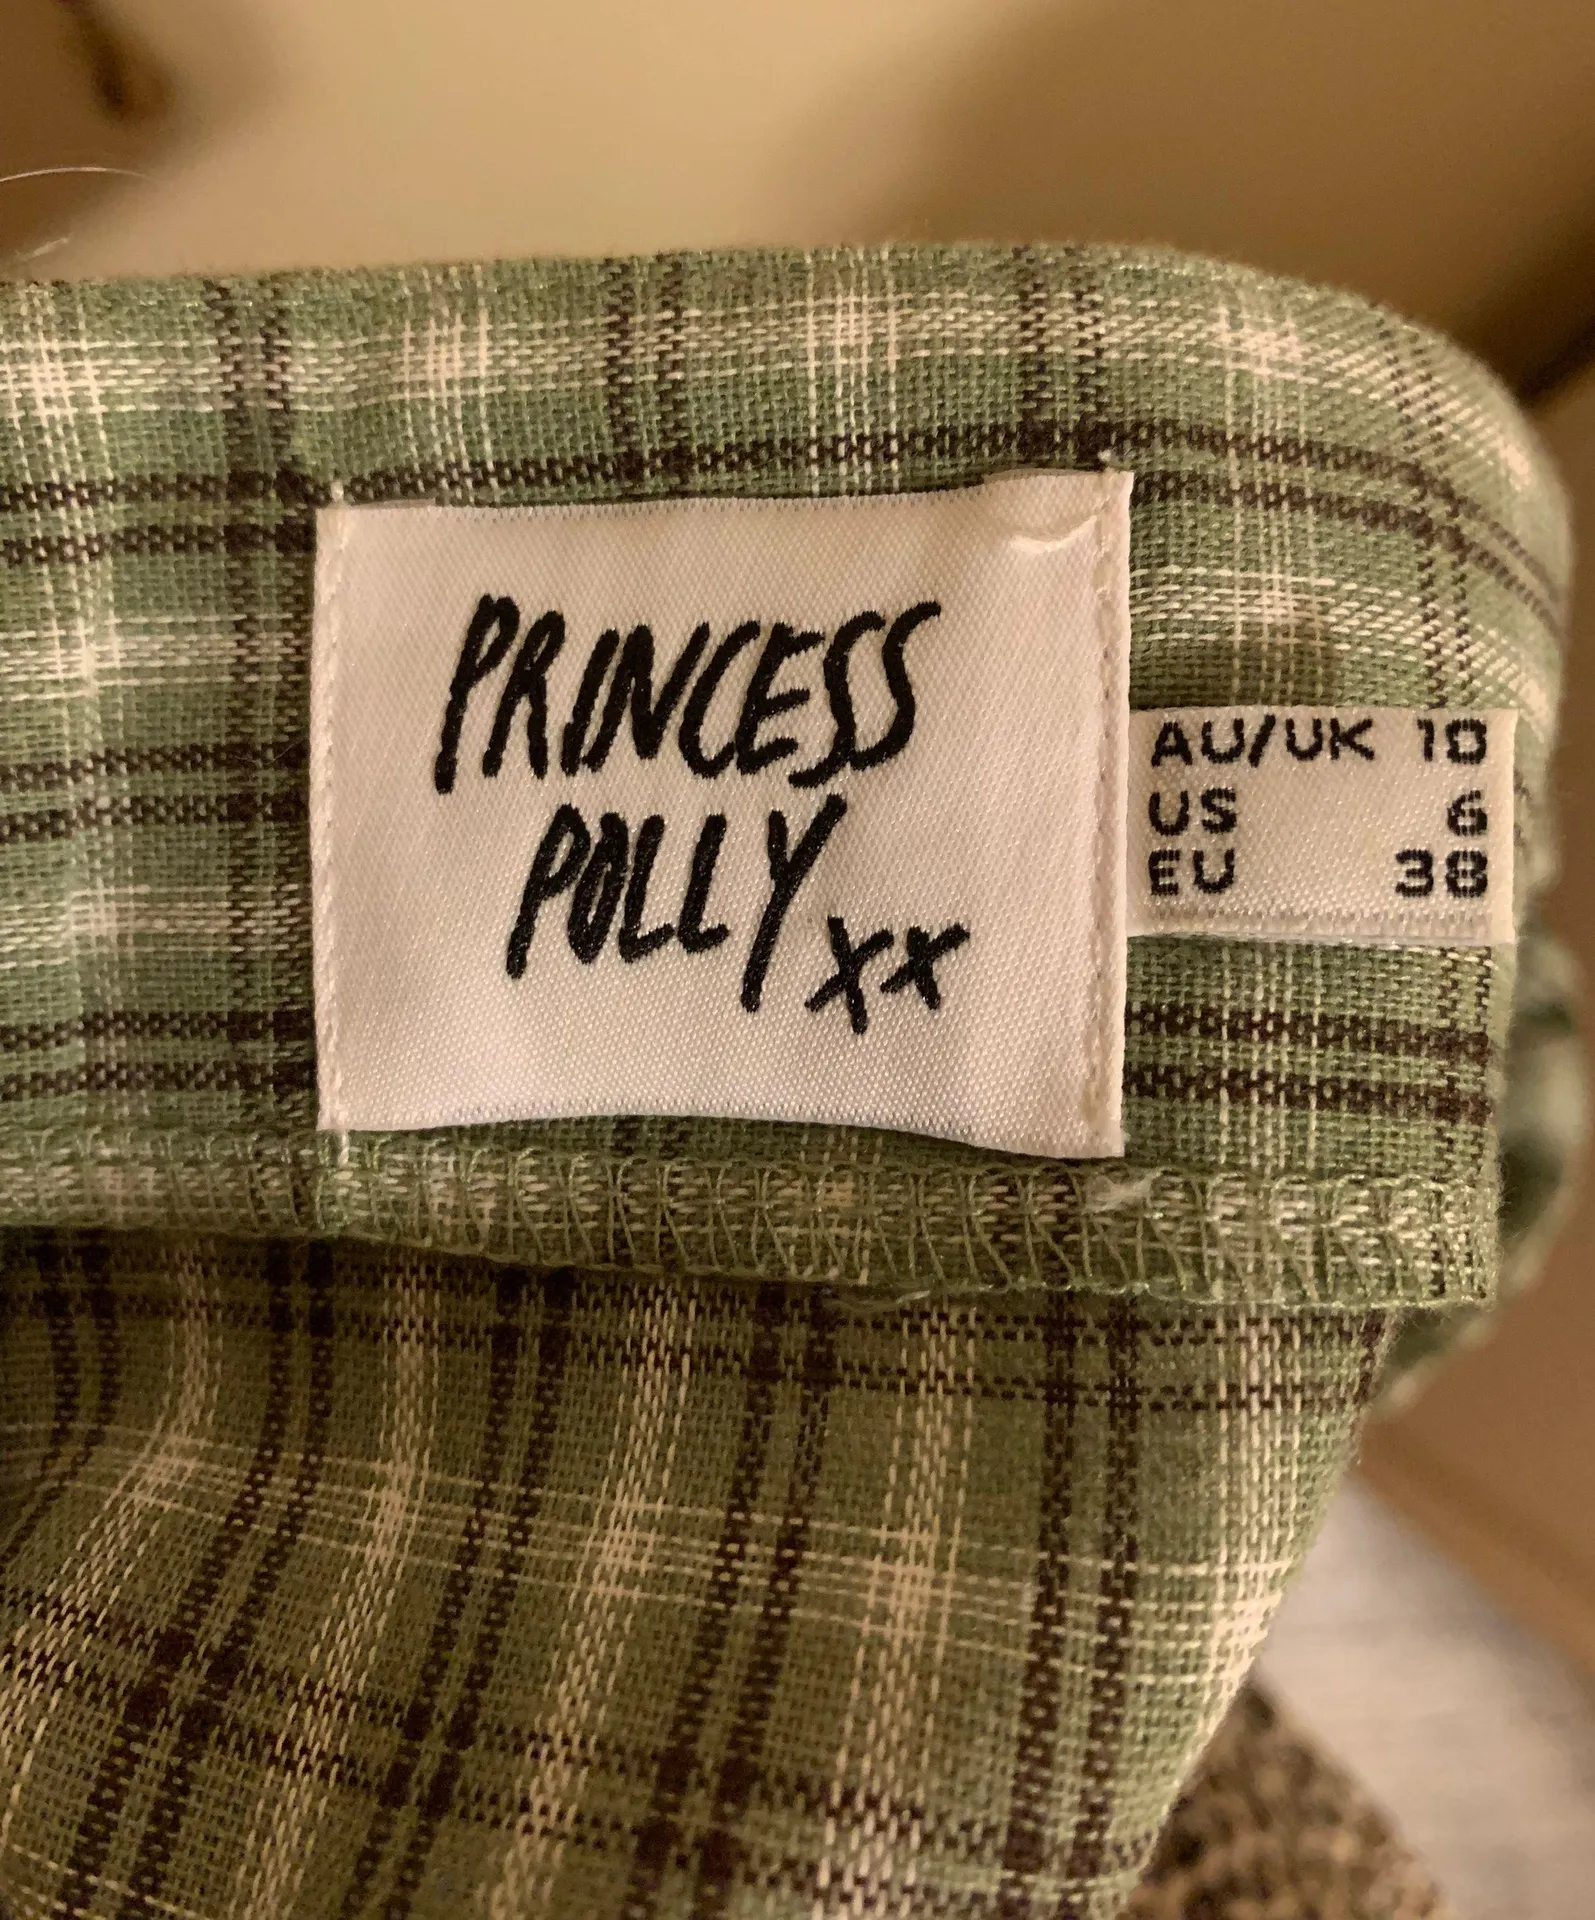 PRINCESS
POLLY xx
AU/UK 10
US 6
EU 38